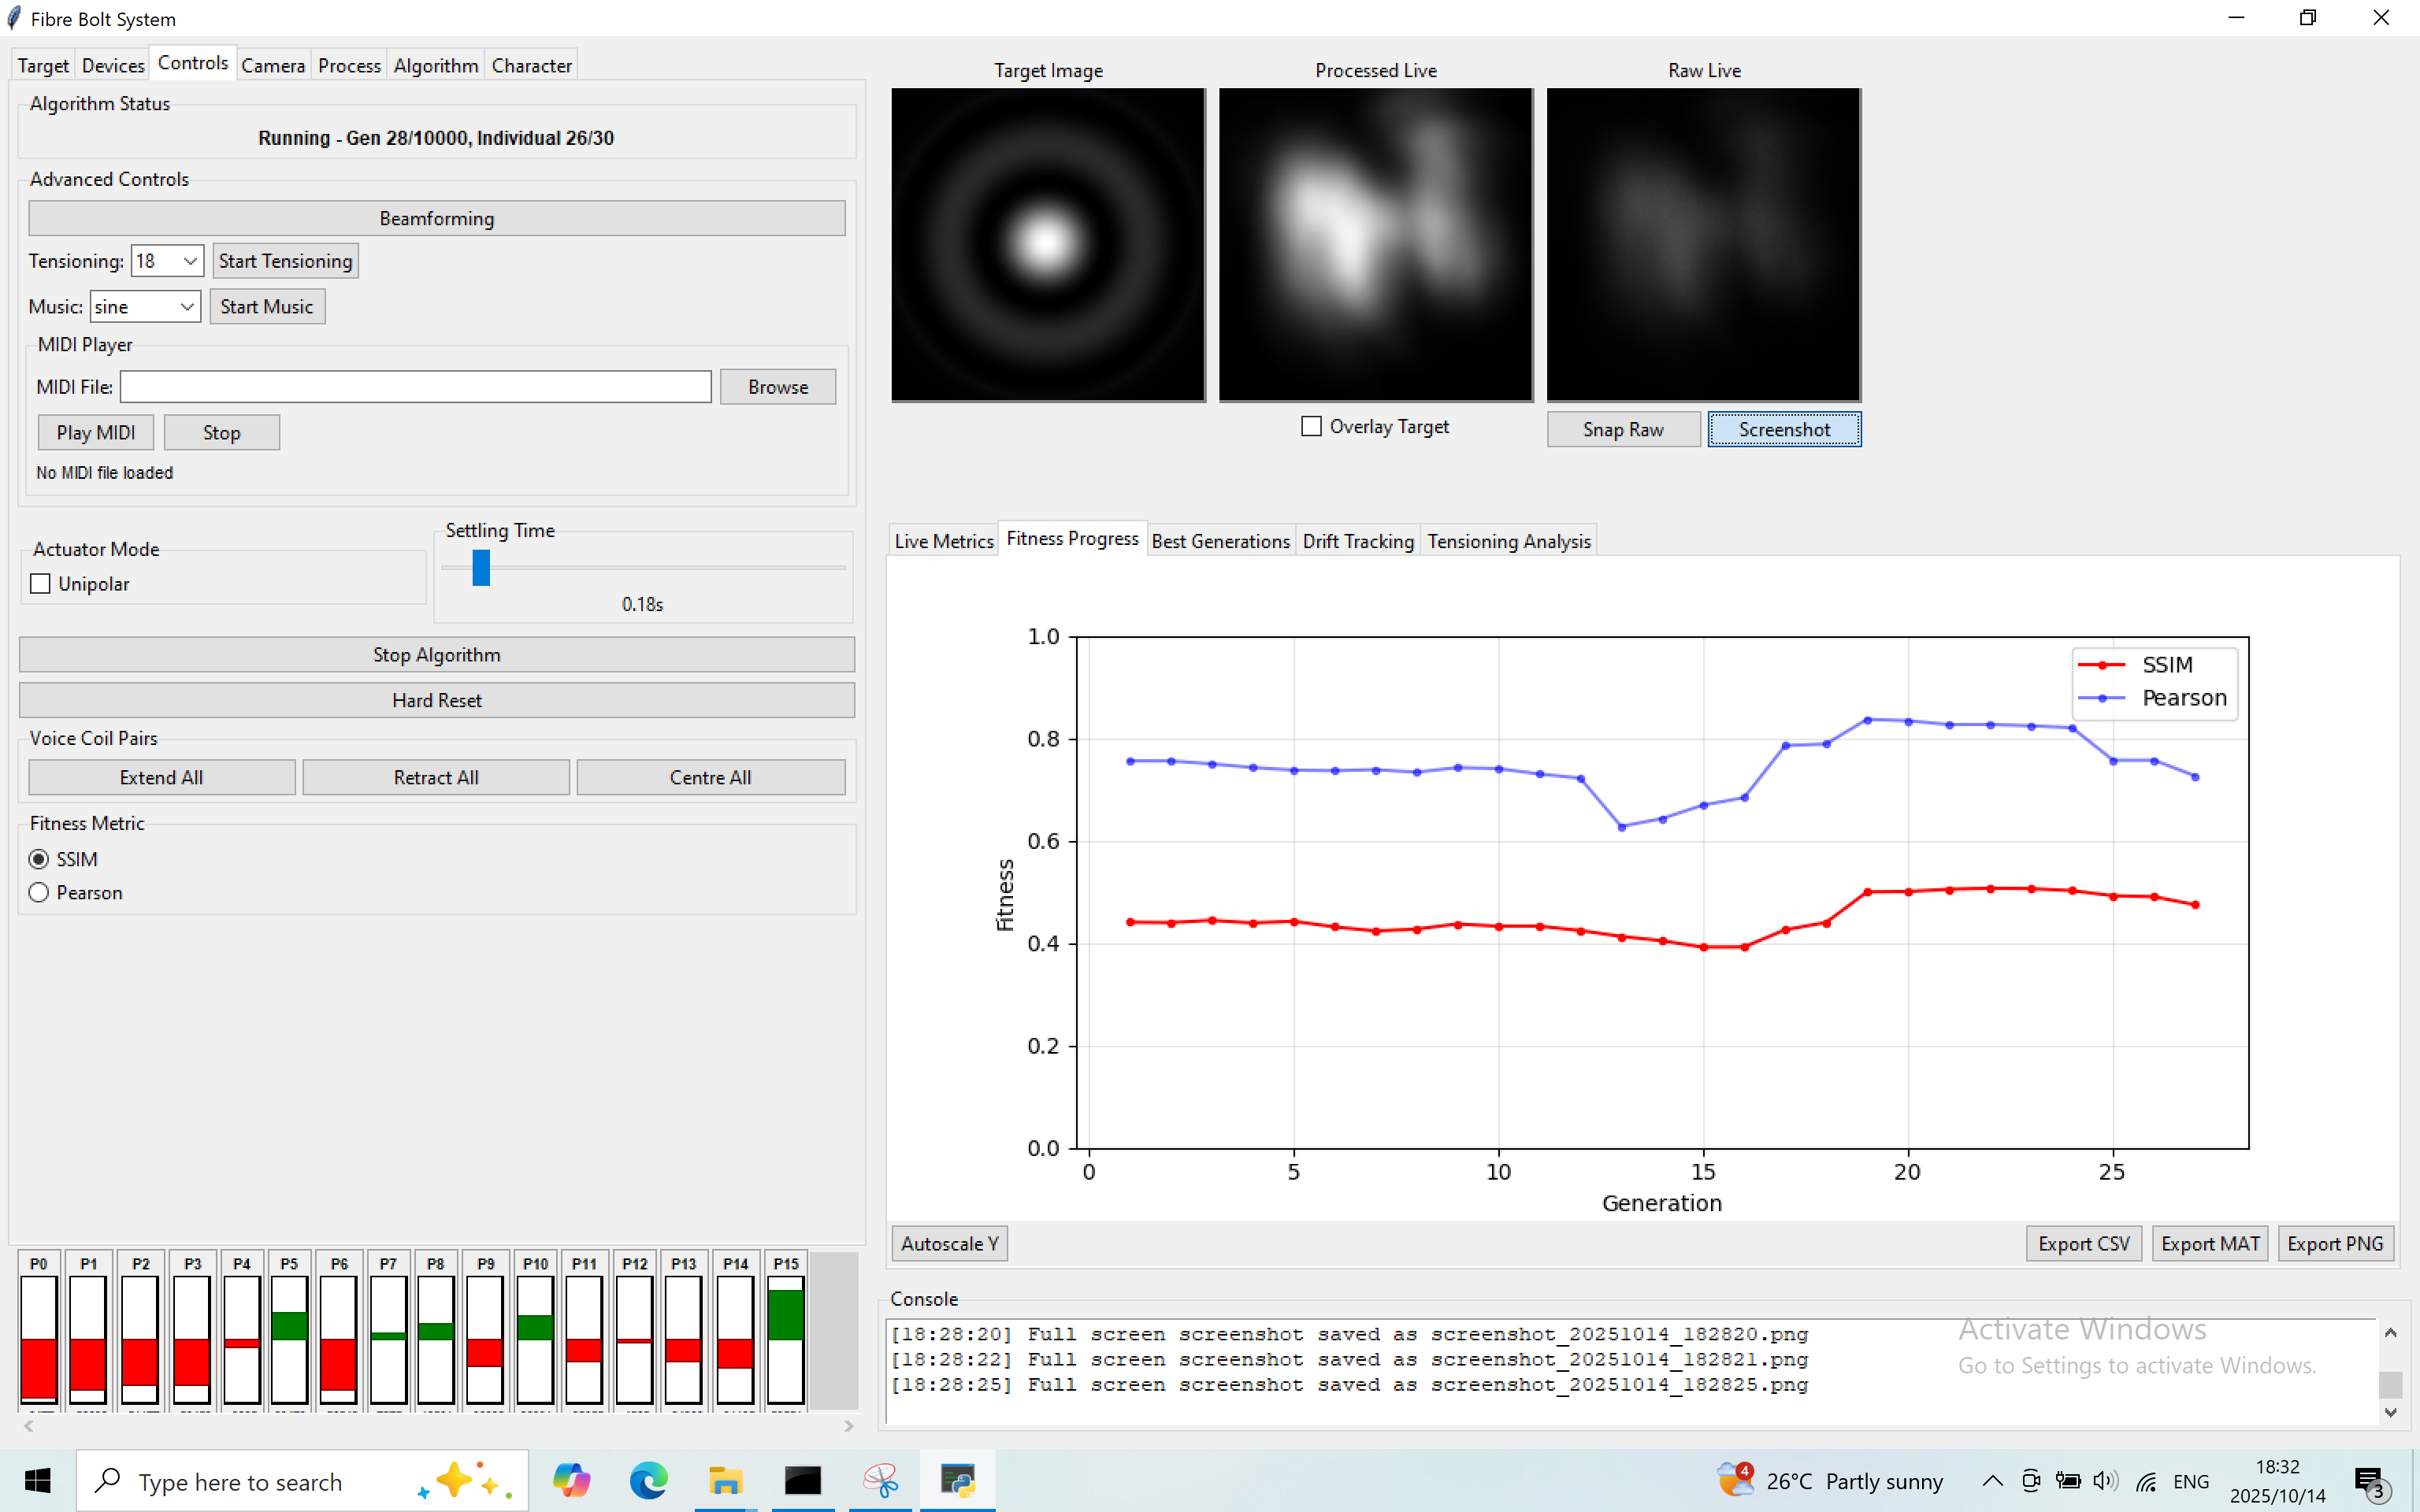 Fibre Bolt System
Target Devices Controls Camera Process Algorithm Character
Algorithm Status
Running - Gen 28/10000, Individual 26/30
Advanced Controls
Beamforming
Tensioning: 18 Start Tensioning
Music: sine Start Music
MIDI Player
MIDI File: Browse
Play MIDI Stop
No MIDI file loaded
Actuator Mode
Unipolar
Settling Time
0.18s
Stop Algorithm
Hard Reset
Voice Coil Pairs
Extend All Retract All Centre All
Fitness Metric
SSIM
Pearson
P0 P1 P2 P3 P4 P5 P6 P7 P8 P9 P10 P11 P12 P13 P14 P15
Target Image Processed Live Raw Live
Overlay Target Snap Raw Screenshot
Live Metrics Fitness Progress Best Generations Drift Tracking Tensioning Analysis
1.0
0.8
0.6
0.4
0.2
0.0
Fitness
SSIM
Pearson
0 5 10 15 20 25
Generation
Autoscale Y Export CSV Export MAT Export PNG
Console
[18:28:20] Full screen screenshot saved as screenshot_20251014_182820.png
[18:28:22] Full screen screenshot saved as screenshot_20251014_182821.png
[18:28:25] Full screen screenshot saved as screenshot_20251014_182825.png
Activate Windows
Go to Settings to activate Windows.
Type here to search
4
26°C Partly sunny
ENG
18:32
2025/10/14
3